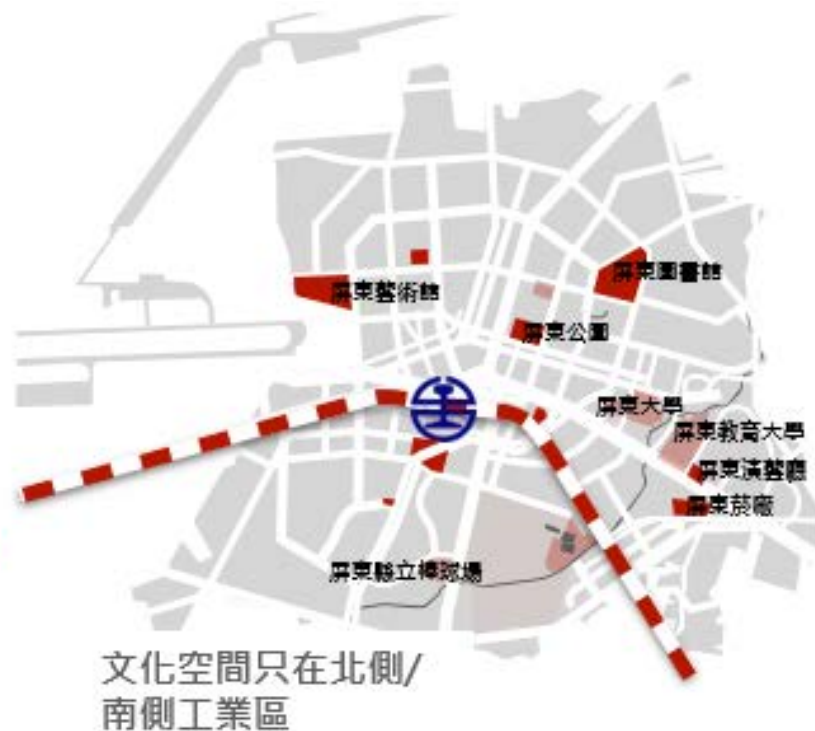 屏東圖書館
屏東藝術館
屏東公園
屏東大學
屏東教育大學
屏東演藝廳
屏東菸廠
屏東縣立棒球場
文化空間只在北側/
南側工業區